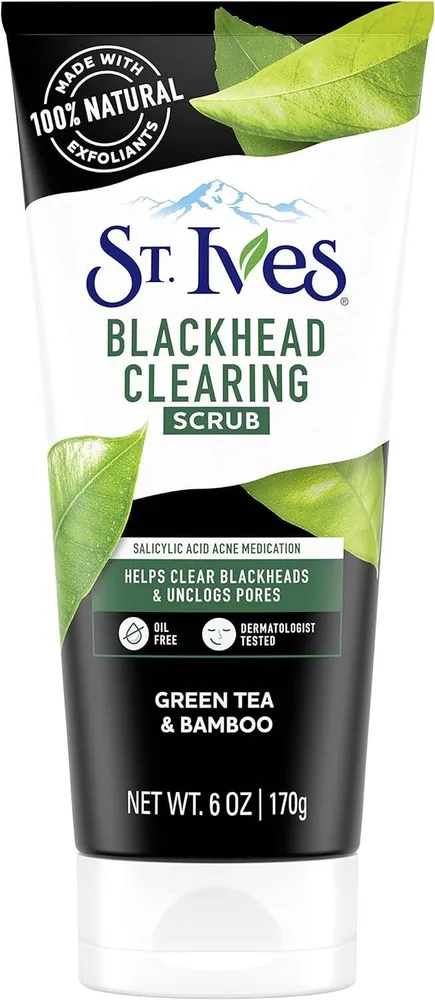 MADE WITH
100% NATURAL
EXFOLIANTS
ST. IVES®
BLACKHEAD
CLEARING
SCRUB
SALICYLIC ACID ACNE MEDICATION
HELPS CLEAR BLACKHEADS
& UNCLOGS PORES
OIL
FREE
DERMATOLOGIST
TESTED
GREEN TEA
& BAMBOO
NET WT. 6 OZ | 170g